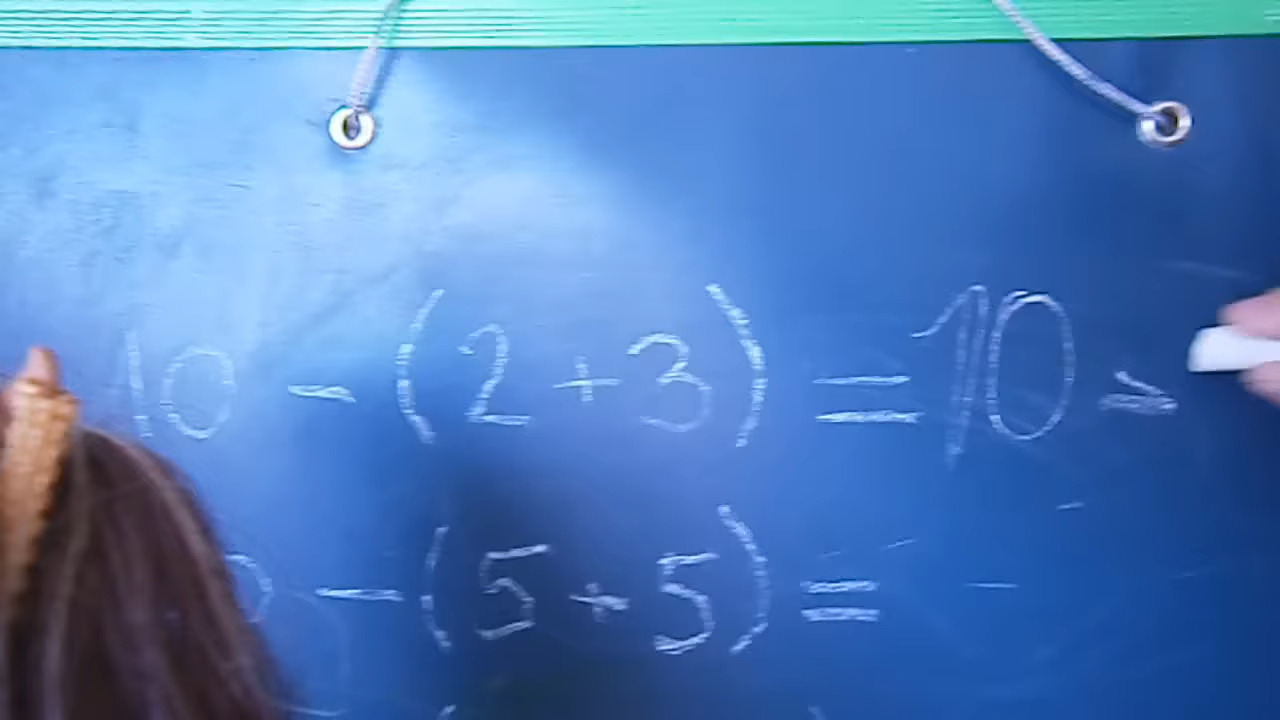 10 - (2 + 3) = 10 -
- (5 + 5) =